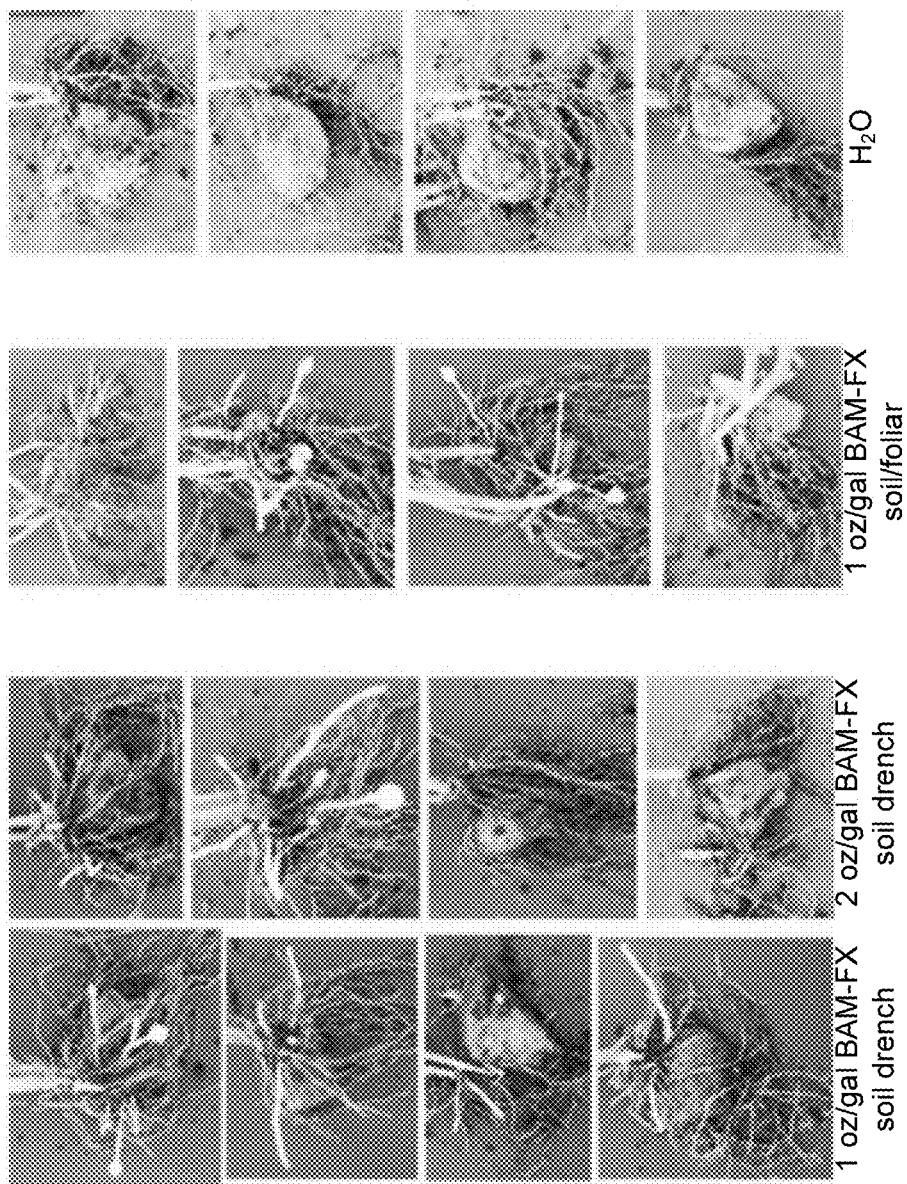 1 oz/gal BAM-FX
soil drench
2 oz/gal BAM-FX
soil drench
1 oz/gal BAM-FX
soil/foliar
H₂O